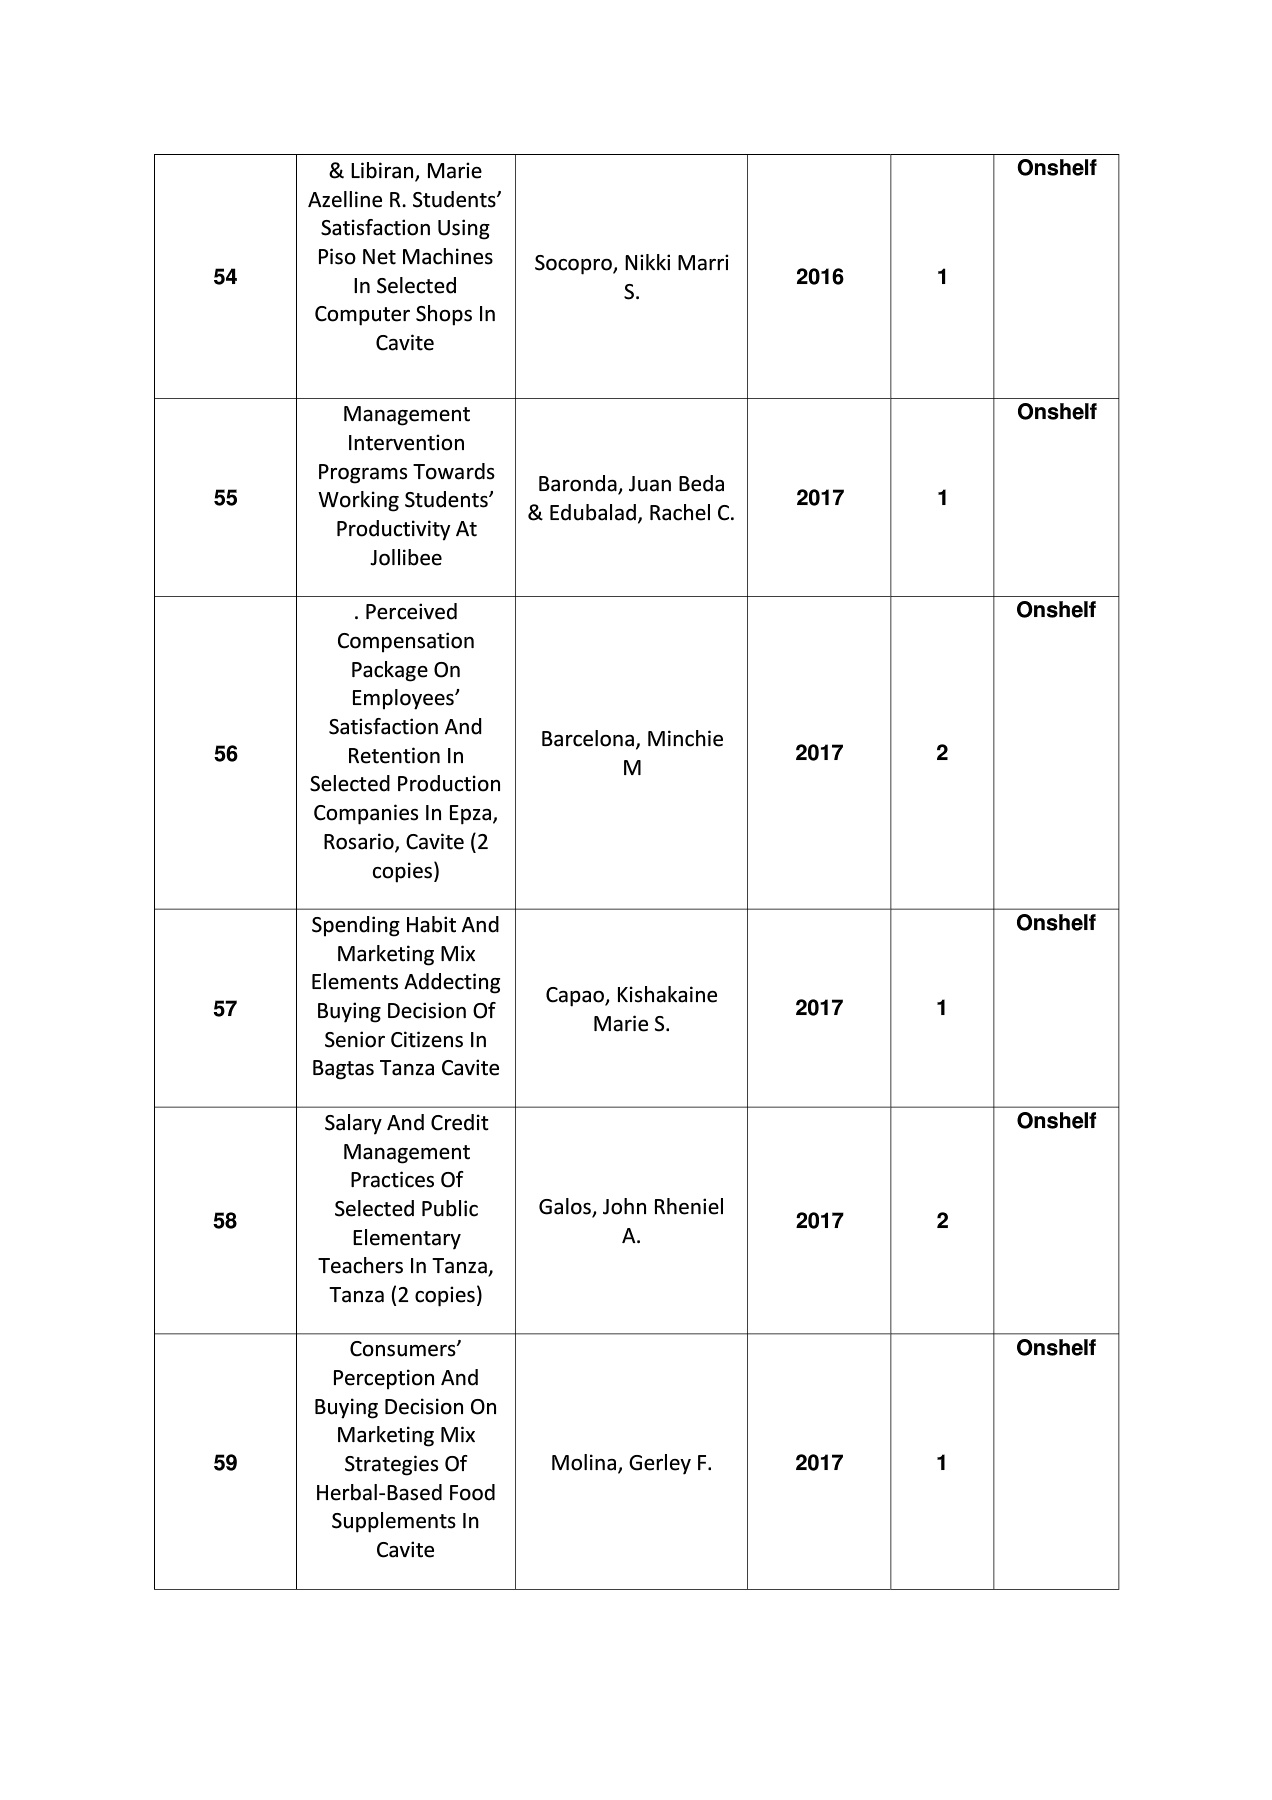 54
& Libiran, Marie
Azelline R. Students’
Satisfaction Using
Piso Net Machines
In Selected
Computer Shops In
Cavite
Socopro, Nikki Marri
S.
2016
1
Onshelf
55
Management
Intervention
Programs Towards
Working Students’
Productivity At
Jollibee
Baronda, Juan Beda
& Edubalad, Rachel C.
2017
1
Onshelf
56
. Perceived
Compensation
Package On
Employees’
Satisfaction And
Retention In
Selected Production
Companies In Epza,
Rosario, Cavite (2
copies)
Barcelona, Minchie
M
2017
2
Onshelf
57
Spending Habit And
Marketing Mix
Elements Addecting
Buying Decision Of
Senior Citizens In
Bagtas Tanza Cavite
Capao, Kishakaine
Marie S.
2017
1
Onshelf
58
Salary And Credit
Management
Practices Of
Selected Public
Elementary
Teachers In Tanza,
Tanza (2 copies)
Galos, John Rheniel
A.
2017
2
Onshelf
59
Consumers’
Perception And
Buying Decision On
Marketing Mix
Strategies Of
Herbal-Based Food
Supplements In
Cavite
Molina, Gerley F.
2017
1
Onshelf